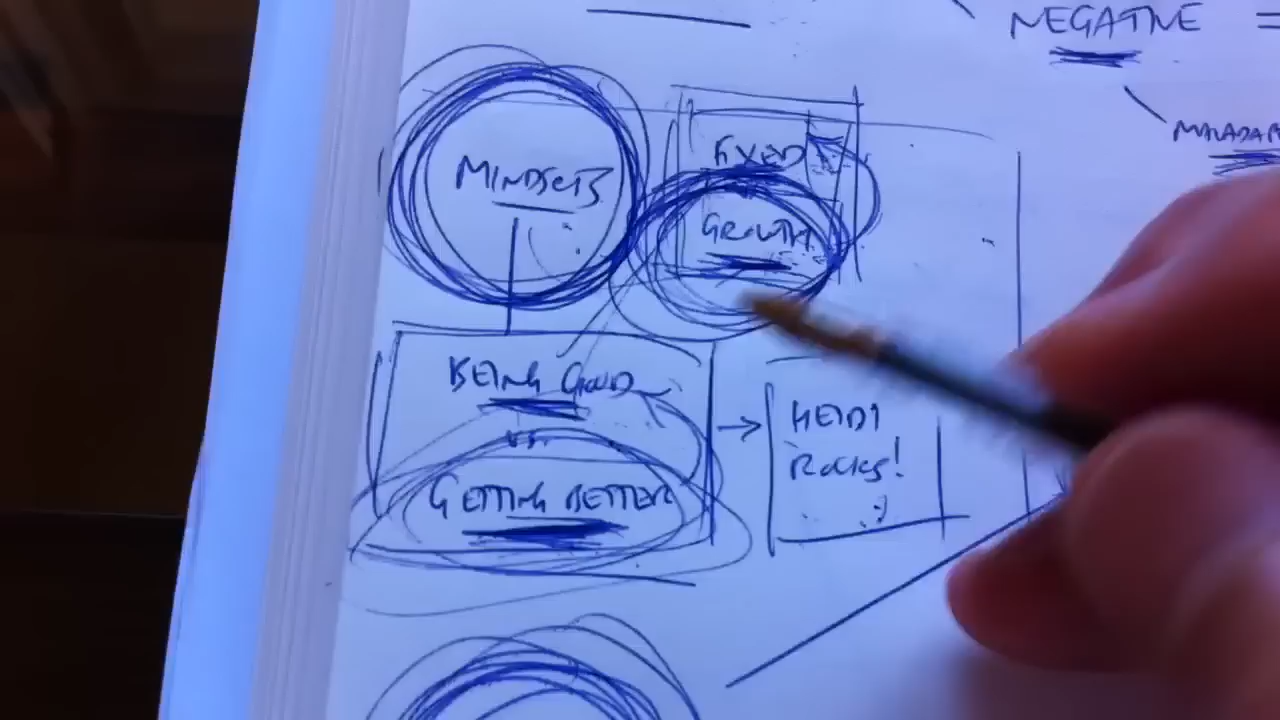 NEGATIVE =
MINDSETS
FIXED
GROWTH
BEING GOOD
vs.
GETTING BETTER
→ HEIDI
ROCKS!
:)